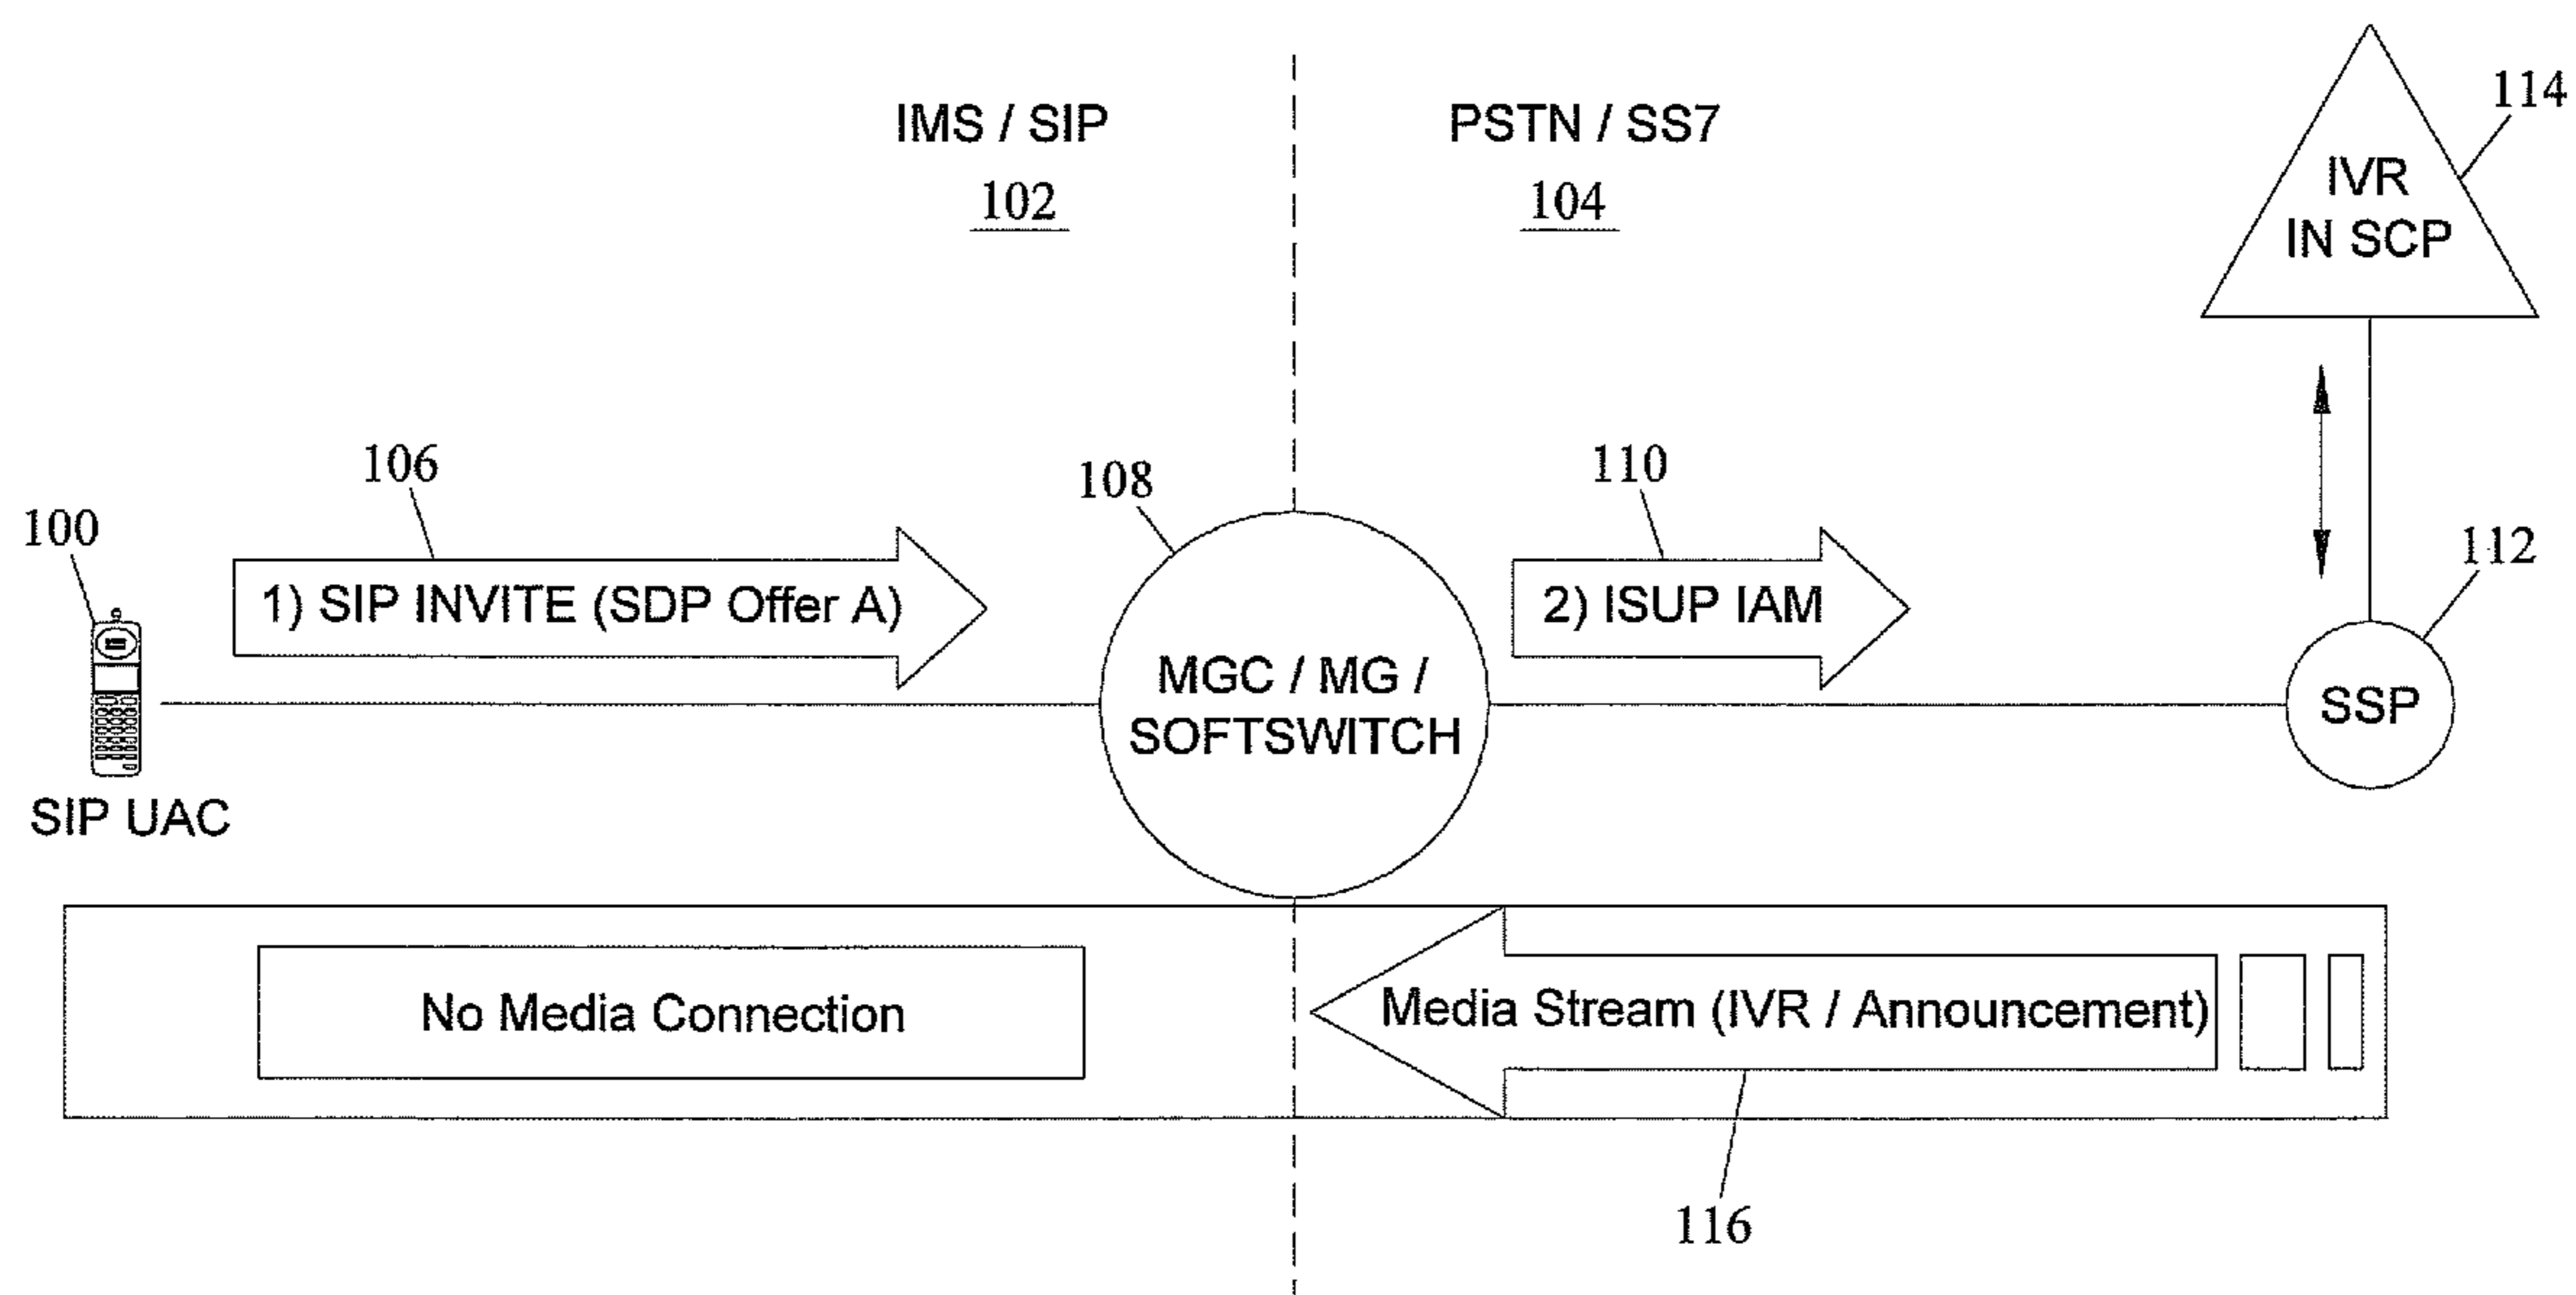 IMS / SIP
102
PSTN / SS7
104
114
IVR
IN SCP
106
108
110
100
112
1) SIP INVITE (SDP Offer A)
2) ISUP IAM
MGC / MG /
SOFTSWITCH
SSP
SIP UAC
No Media Connection
Media Stream (IVR / Announcement)
116